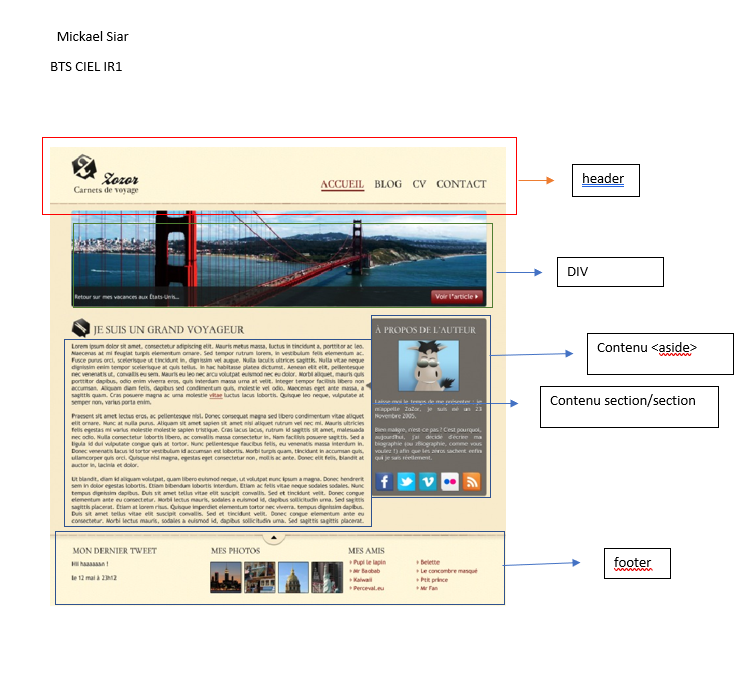 Mickael Siar
BTS CIEL IR1
Zozor
Carnets de voyage
ACCUEIL BLOG CV CONTACT
header
Retour sur mes vacances aux États-Unis...
Voir l'article
DIV
JE SUIS UN GRAND VOYAGEUR
Lorem ipsum dolor sit amet, consectetur adipiscing elit. Mauris metus massa, luctus in tincidunt a, porttitor ac leo.
Maecenas at mi feugiat turpis elementum ornare. Sed tempor rutrum lorem, in vestibulum felis elementum ac.
Fusce purus orci, scelerisque ut tincidunt in, dignissim vel augue. Nulla iaculis ultrices sagittis. Nulla facilisi. Cras
dignissim enim tempor scelerisque at quis tellus. In hac habitasse platea dictumst. Aenean elit elit, pellentesque
nec euismod ut, convallis eu sem. Mauris eu leo nec arcu volutpat euismod nec eu dolor. Morbi aliquet, mauris quis
porttitor dapibus, odio enim viverra eros, quis interdum massa urna at velit. Integer tempor facilisis libero non
accumsan. Aliquam diam felis, dapibus sed condimentum quis, molestie vel odio. Maecenas eget ante massa, a
sagittis quam. Cras posuere magna ac urna molestie vitae luctus lacus lobortis. Quisque leo neque, vulputate at
semper non, varius porta enim.
Praesent sit amet lectus eros, ac pellentesque nisl. Donec consequat magna sed libero condimentum vitae aliquet
elit ornare. Nunc at nulla purus. Aliquam sit amet sapien sit amet nisl aliquet rutrum vel nec mi. Mauris ultricies
felis egestas mi varius molestie molestie sapien tristique. Cras lacus lacus, rutrum id sagittis sit amet, malesuada
nec odio. Nulla consectetur lobortis libero, ac convallis massa consectetur in. Nam facilisis posuere sagittis. Sed a
ligula id dui vulputate congue quis at tortor. Nunc pellentesque faucibus felis, eu mattis elit bibendum in.
Donec venenatis lacus id tortor vestibulum id accumsan est lobortis. Morbi turpis quam, tincidunt in accumsan quis,
ullamcorper quis orci. Quisque nisi magna, egestas eget consectetur non, mollis ac ante. Donec elit felis, blandit at
auctor in, lacinia et dolor.
Ut blandit, diam id aliquam volutpat, quam libero euismod neque, ut volutpat nunc ipsum a magna. Donec hendrerit
sem in dolor egestas lobortis. Etiam bibendum lobortis interdum. Etiam ac felis vitae neque sodales sodales. Nunc
tempus dignissim dapibus. Duis sit amet tellus vitae elit suscipit convallis. Sed et tincidunt velit. Donec congue
elementum ante eu consectetur. Morbi lectus mauris, sodales a euismod id, dapibus sollicitudin urna. Sed sagittis
sagittis placerat. Etiam at lorem risus. Quisque imperdiet elementum tortor nec viverra. tempus dignissim dapibus.
Duis sit amet tellus vitae elit suscipit convallis. Sed et tincidunt velit. Donec congue elementum ante eu
consectetur. Morbi lectus mauris, sodales a euismod id, dapibus sollicitudin urna. Sed sagittis sagittis placerat.
À PROPOS DE L'AUTEUR
Laisse-moi le temps de me présenter : je
m'appelle Zozor, je suis né un 23
Novembre 2005.
Bien maigre, n'est-ce pas ? C'est pourquoi,
aujourd'hui, j'ai décidé d'écrire ma
biographie (ou zBiographie, comme vous
voulez !) afin que les zéros sachent enfin
qui je suis réellement.
Contenu <aside>
Contenu section/section
MON DERNIER TWEET
Hii haaaaaan !
le 12 mai à 23h12
MES PHOTOS
MES AMIS
Pupi le lapin
Mr Baobab
Kaiwaii
Perceval.eu
Belette
Le concombre masqué
Ptit prince
Mr Fan
footer